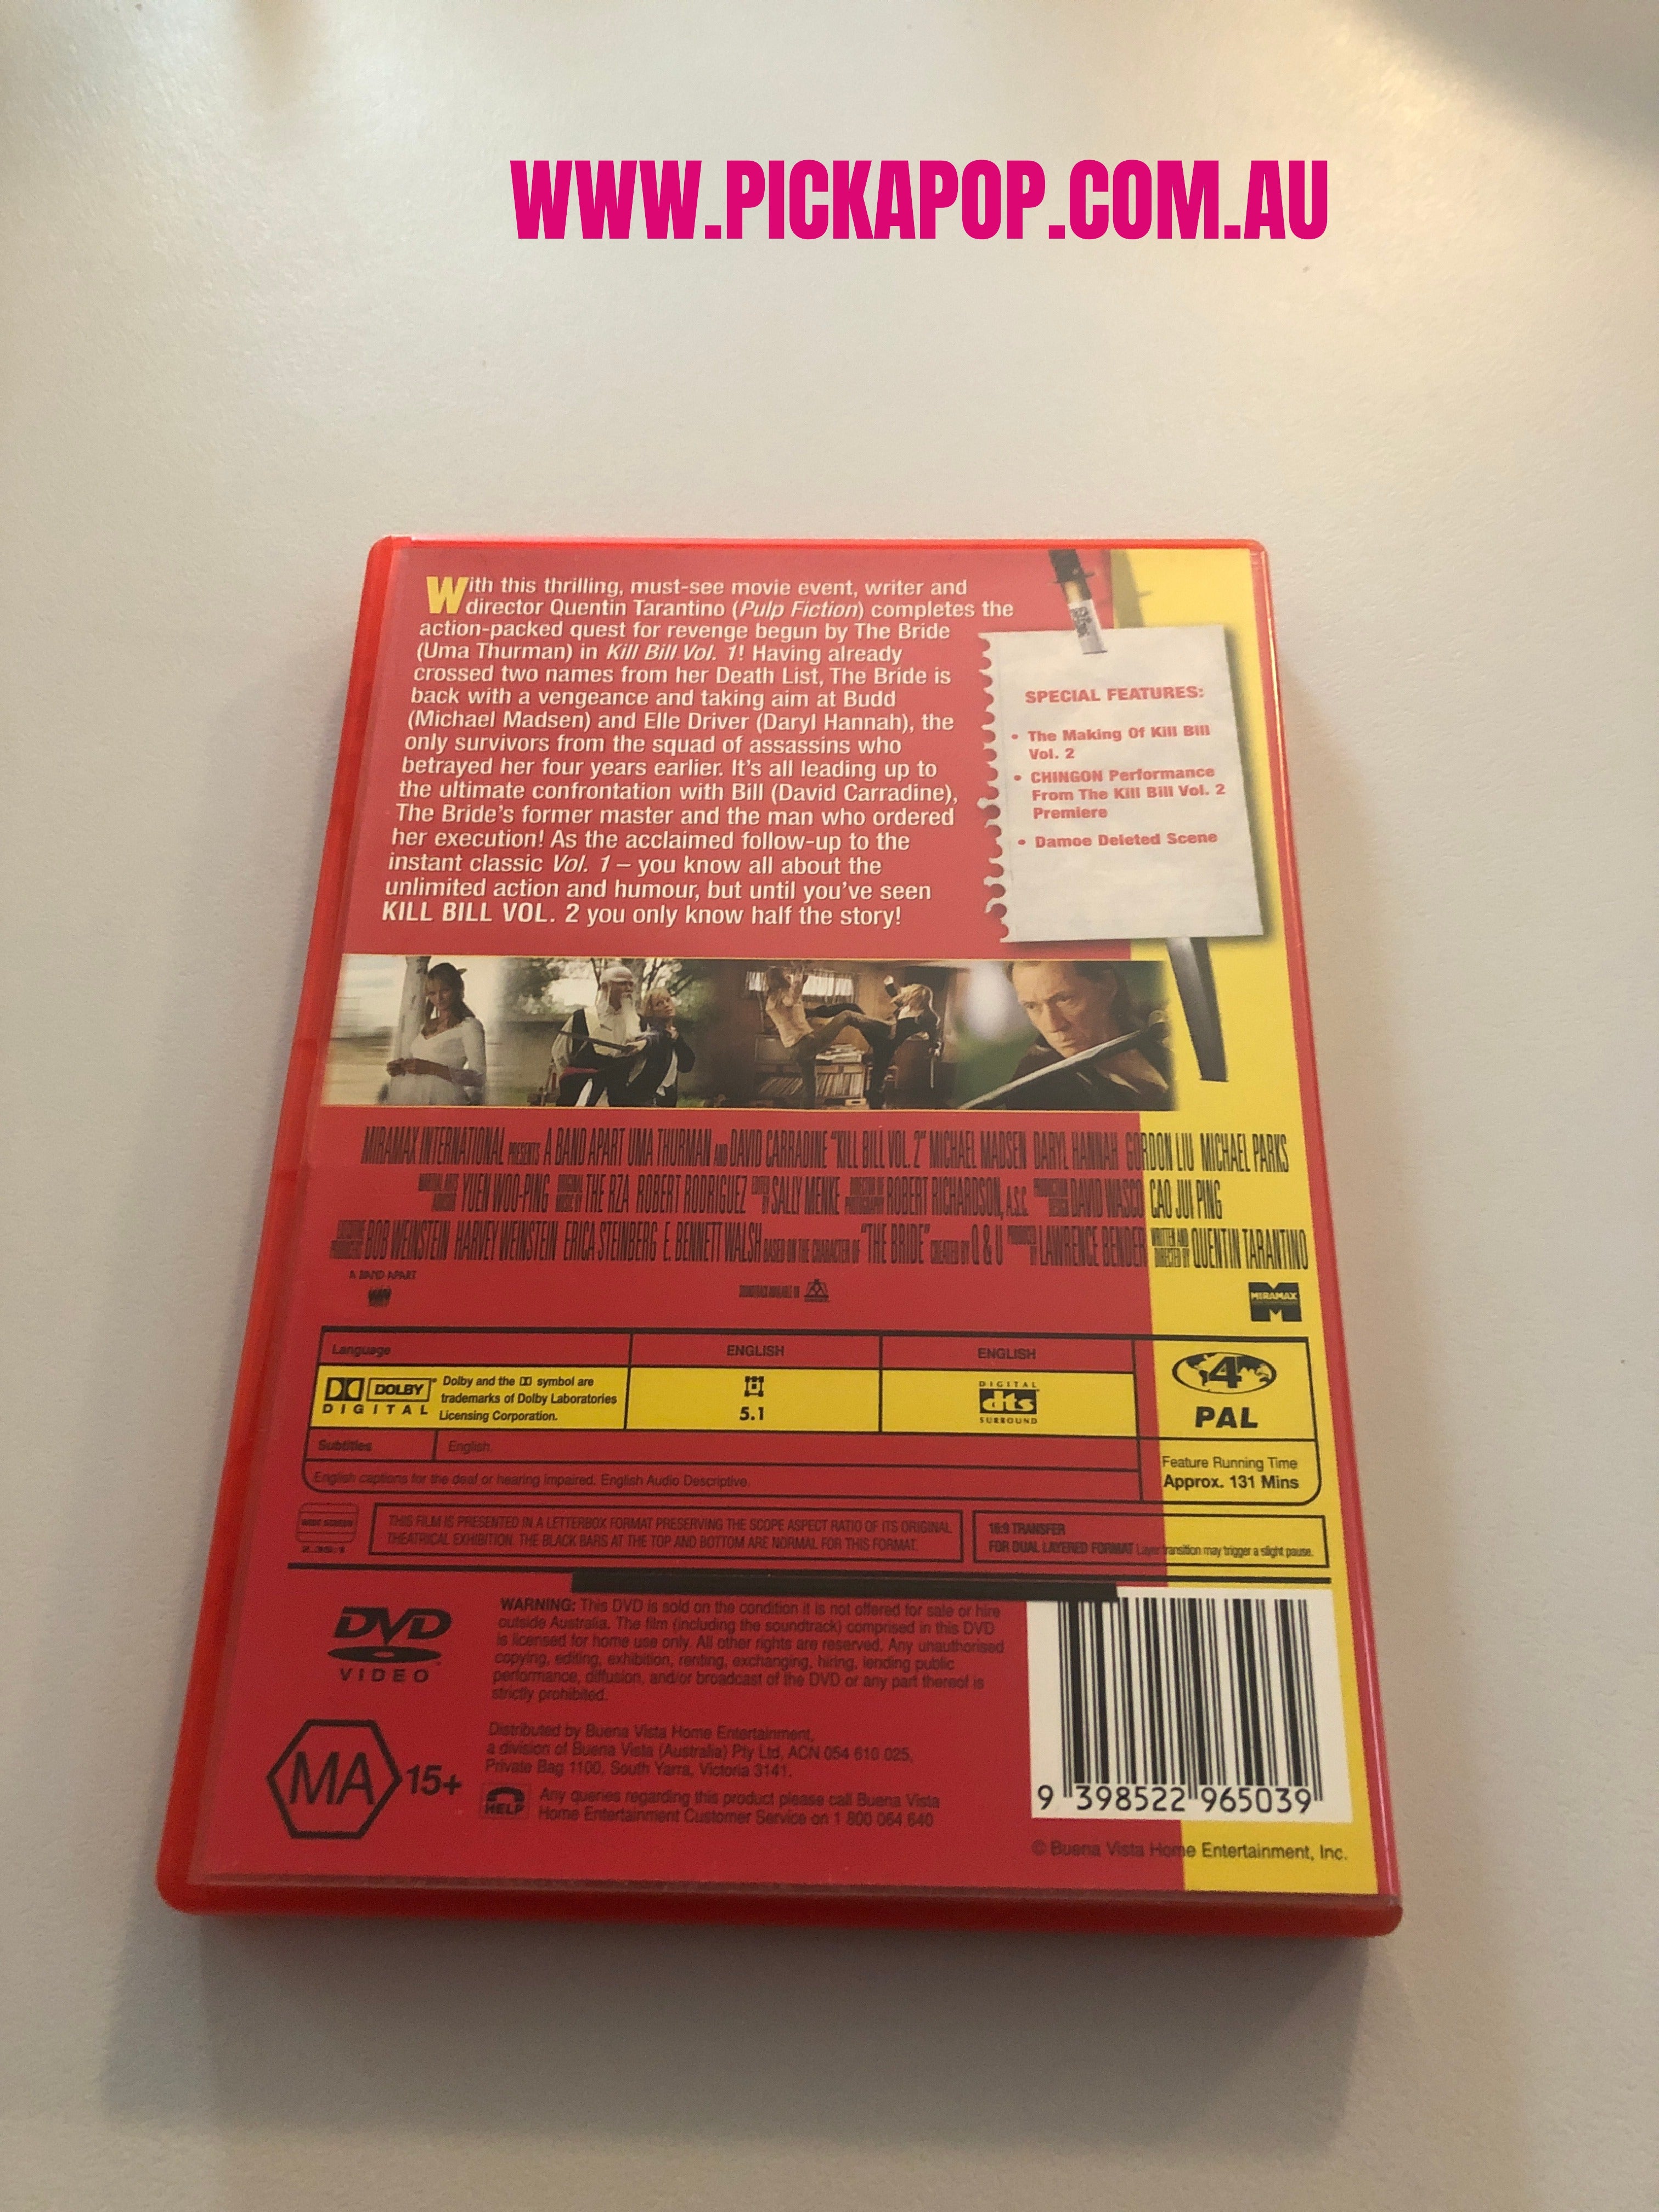 WWW.PICKAPOP.COM.AU
With this thrilling, must-see movie event, writer and
director Quentin Tarantino (Pulp Fiction) completes the
action-packed quest for revenge begun by The Bride
(Uma Thurman) in Kill Bill Vol. 1! Having already
crossed two names from her Death List, The Bride is
back with a vengeance and taking aim at Budd
(Michael Madsen) and Elle Driver (Daryl Hannah), the
only survivors from the squad of assassins who
betrayed her four years earlier. It's all leading up to
the ultimate confrontation with Bill (David Carradine),
The Bride's former master and the man who ordered
her execution! As the acclaimed follow-up to the
instant classic Vol. 1 – you know all about the
unlimited action and humour, but until you've seen
KILL BILL VOL. 2 you only know half the story!
SPECIAL FEATURES:
• The Making Of Kill Bill
Vol. 2
• CHINGON Performance
From The Kill Bill Vol. 2
Premiere
• Damoe Deleted Scene
MIRAMAX INTERNATIONAL PRESENTS A BAND APART UMA THURMAN AND DAVID CARRADINE "KILL BILL VOL. 2" MICHAEL MADSEN DARYL HANNAH GORDON LIU MICHAEL PARKS
YUEN WOO-PING THE RZA ROBERT RODRIGUEZ SALLY MENKE ROBERT RICHARDSON, A.S.C. DAVID WASCO CAO JUI PING
BOB WEINSTEIN HARVEY WEINSTEIN ERICA STEINBERG E. BENNETT WALSH BASED ON THE CHARACTER OF "THE BRIDE" CREATED BY Q & U LAWRENCE BENDER WRITTEN AND DIRECTED BY QUENTIN TARANTINO
A BAND APART
SOUNDTRACK AVAILABLE ON
MIRAMAX
Language
ENGLISH
ENGLISH
DOLBY
DIGITAL
Dolby and the symbol are
trademarks of Dolby Laboratories
Licensing Corporation.
5.1
DIGITAL
dts
SURROUND
4
PAL
Subtitles
English.
English captions for the deaf or hearing impaired. English Audio Descriptive.
Feature Running Time
Approx. 131 Mins
WIDE SCREEN
2.35:1
THIS FILM IS PRESENTED IN A LETTERBOX FORMAT PRESERVING THE SCOPE ASPECT RATIO OF ITS ORIGINAL
THEATRICAL EXHIBITION. THE BLACK BARS AT THE TOP AND BOTTOM ARE NORMAL FOR THIS FORMAT.
16:9 TRANSFER
FOR DUAL LAYERED FORMAT Layer transition may trigger a slight pause.
DVD
VIDEO
WARNING: This DVD is sold on the condition it is not offered for sale or hire
outside Australia. The film (including the soundtrack) comprised in this DVD
is licensed for home use only. All other rights are reserved. Any unauthorised
copying, editing, exhibition, renting, exchanging, hiring, lending public
performance, diffusion, and/or broadcast of the DVD or any part thereof is
strictly prohibited.
MA 15+
Distributed by Buena Vista Home Entertainment,
a division of Buena Vista (Australia) Pty Ltd, ACN 054 610 025,
Private Bag 1100, South Yarra, Victoria 3141.
HELP
Any queries regarding this product please call Buena Vista
Home Entertainment Customer Service on 1 800 064 640
9 398522 965039
© Buena Vista Home Entertainment, Inc.